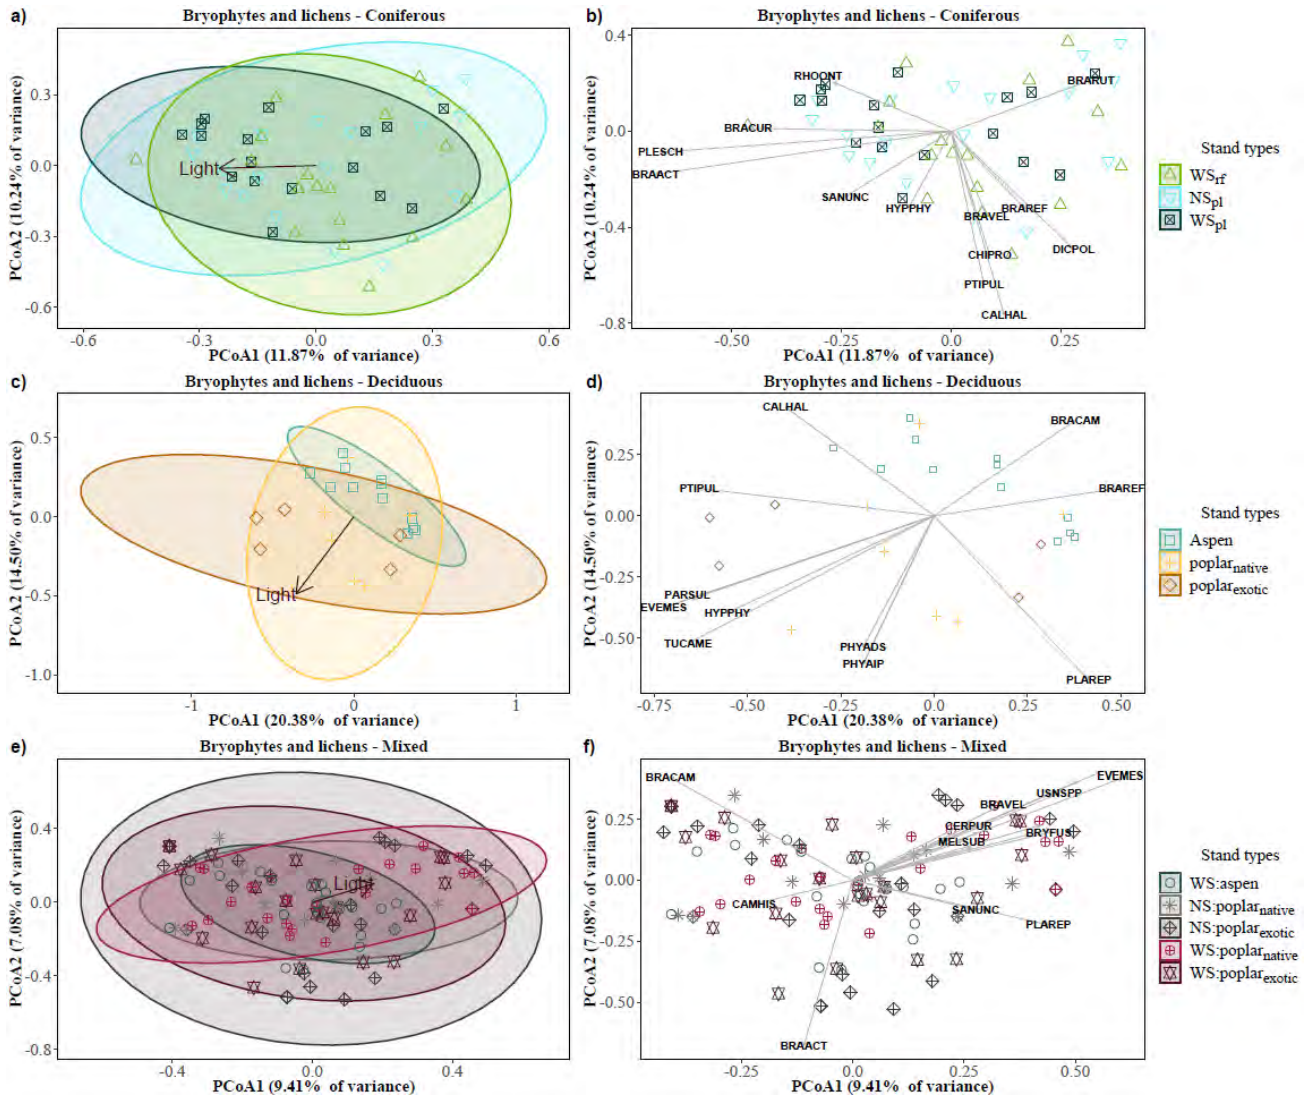 a)
Bryophytes and lichens - Coniferous
PCoA2 (10.24% of variance)
0.3
0.0
-0.3
-0.6
Light
-0.6
-0.3
0.0
0.3
0.6
PCoA1 (11.87% of variance)
b)
Bryophytes and lichens - Coniferous
PCoA2 (10.24% of variance)
0.4
0.0
-0.4
-0.8
RHOONT
BRARUT
BRACUR
PLESCH
BRAACT
SANUNC
HYPPHY
BRAVEL
BRAREF
CHIPRO
DICPOL
PTIPUL
CALHAL
-0.50
-0.25
0.00
0.25
PCoA1 (11.87% of variance)
Stand types
WSrf
NSpl
WSpl
c)
Bryophytes and lichens - Deciduous
PCoA2 (14.50% of variance)
0.5
0.0
-0.5
-1.0
Light
-1
0
1
PCoA1 (20.38% of variance)
d)
Bryophytes and lichens - Deciduous
PCoA2 (14.50% of variance)
0.25
0.00
-0.25
-0.50
CALHAL
BRACAM
PTIPUL
BRAREF
PARSUL
EVEMES
HYPPHY
TUCAME
PHYADS
PHYAIP
PLAREP
-0.75
-0.50
-0.25
0.00
0.25
0.50
PCoA1 (20.38% of variance)
Stand types
Aspen
poplarnative
poplarexotic
e)
Bryophytes and lichens - Mixed
PCoA2 (7.08% of variance)
0.4
0.0
-0.4
-0.8
Light
-0.4
0.0
0.4
PCoA1 (9.41% of variance)
f)
Bryophytes and lichens - Mixed
PCoA2 (7.08% of variance)
0.25
0.00
-0.25
-0.50
BRACAM
EVEMES
USNSPP
BRAVEL
CERPUR
BRYFUS
MELSUB
CAMHIS
SANUNC
PLAREP
BRAACT
-0.25
0.00
0.25
0.50
PCoA1 (9.41% of variance)
Stand types
WS:aspen
NS:poplarnative
NS:poplarexotic
WS:poplarnative
WS:poplarexotic